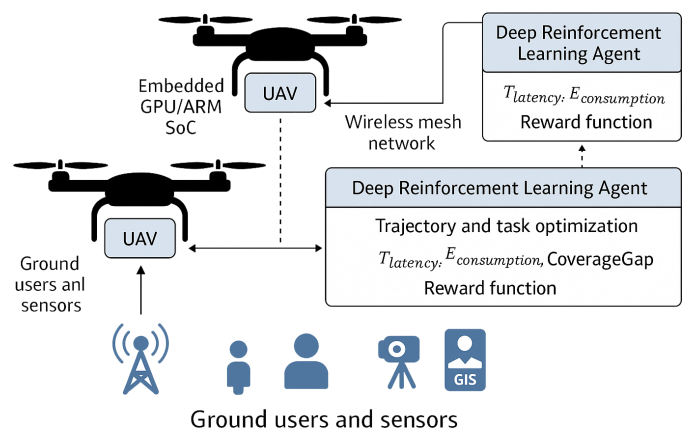 Deep Reinforcement
Learning Agent
T_latency: E_consumption
Reward function
Embedded
GPU/ARM
SoC
UAV
Wireless mesh
network
Deep Reinforcement Learning Agent
Trajectory and task optimization
T_latency: E_consumption, CoverageGap
Reward function
UAV
Ground
users anl
sensors
GIS
Ground users and sensors